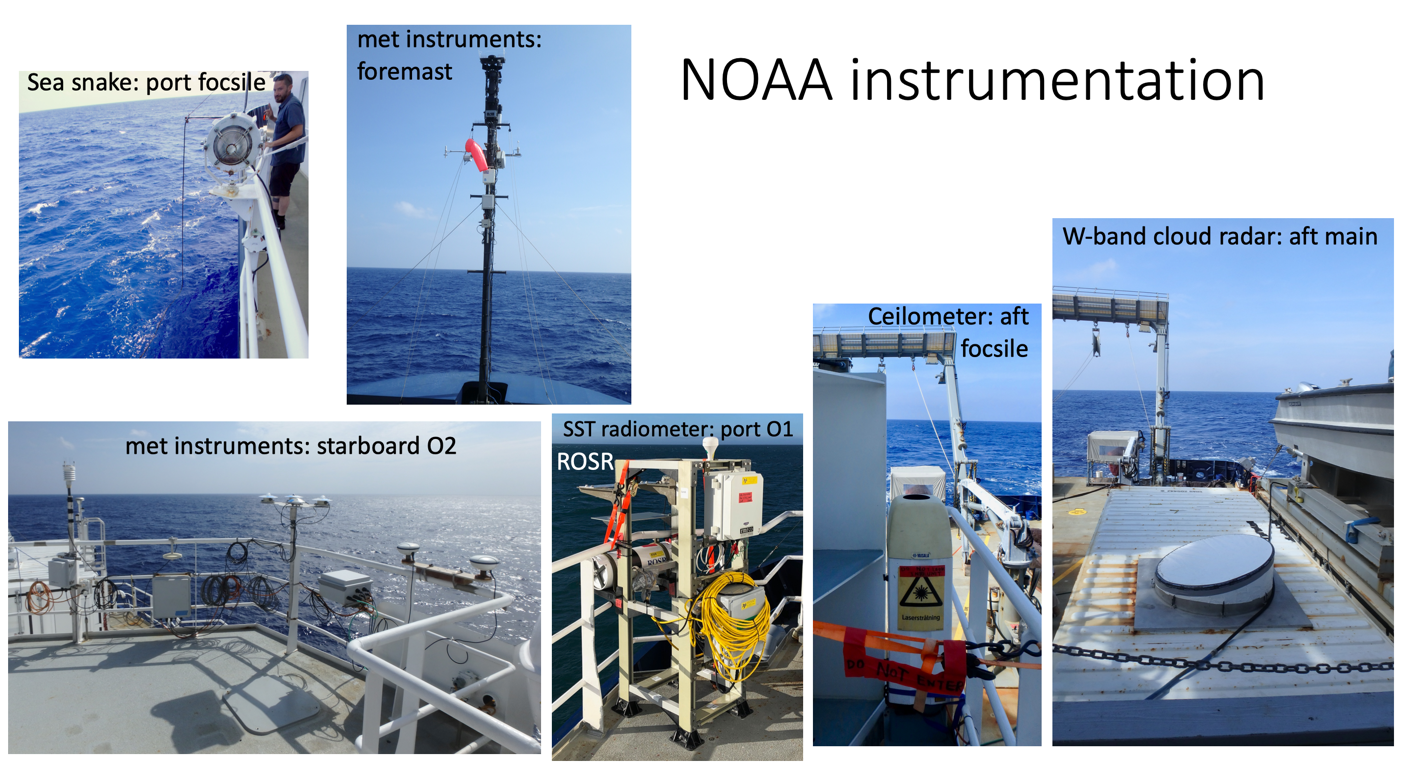 NOAA instrumentation
Sea snake: port focsile
met instruments:
foremast
W-band cloud radar: aft main
Ceilometer: aft
focsile
met instruments: starboard O2
SST radiometer: port O1
ROSR
ROSR
Laserstrålning
DO NOT ENTER